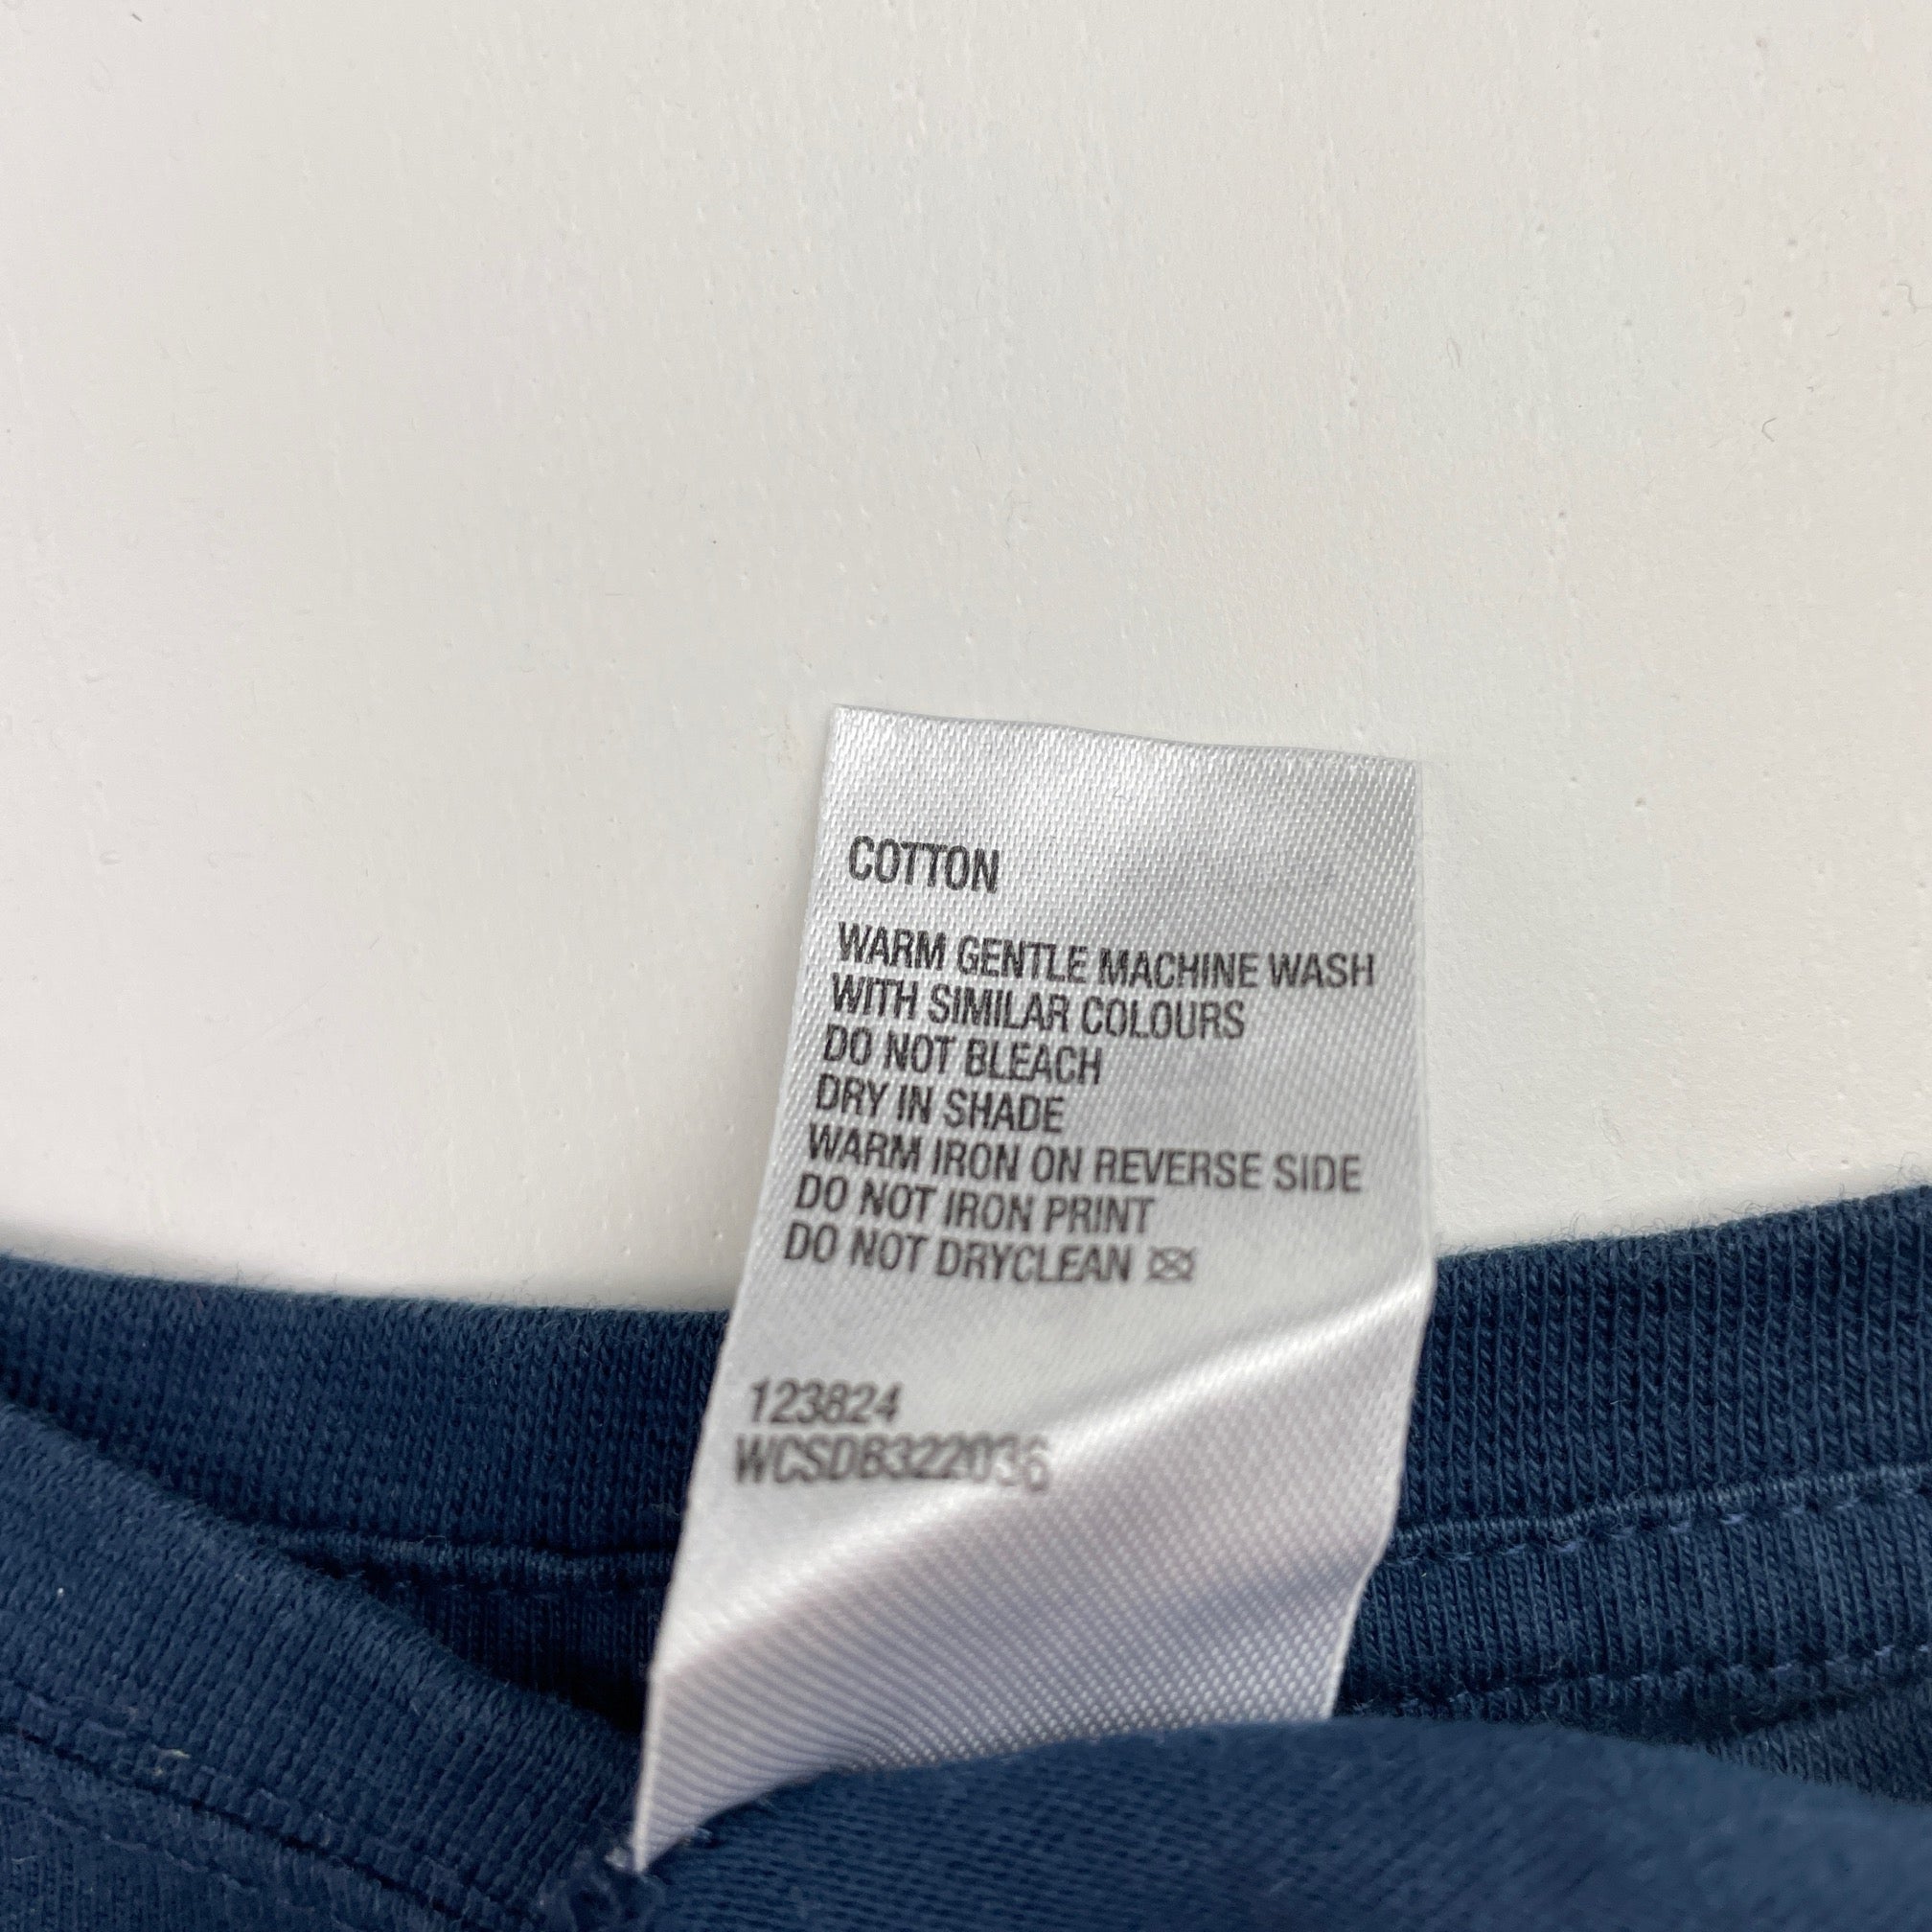 COTTON
WARM GENTLE MACHINE WASH
WITH SIMILAR COLOURS
DO NOT BLEACH
DRY IN SHADE
WARM IRON ON REVERSE SIDE
DO NOT IRON PRINT
DO NOT DRYCLEAN
123824
WCSDB322036